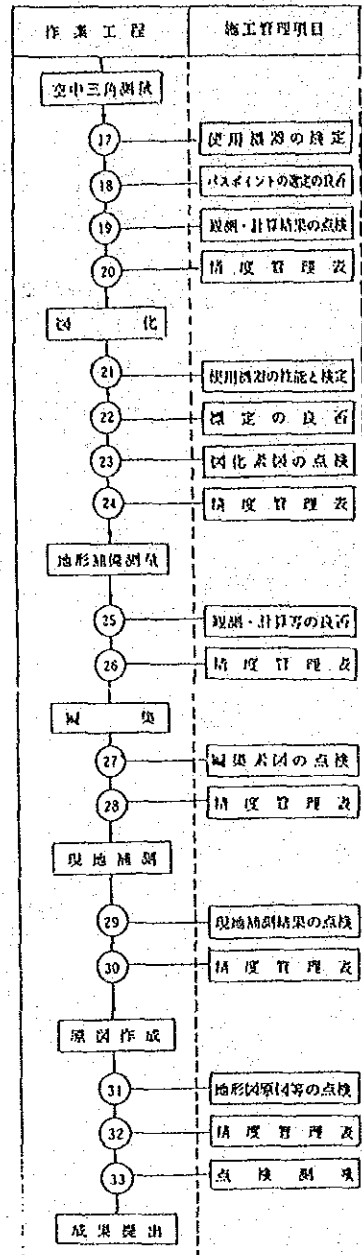 作業工程 施工管理項目
空中三角測量
17 使用機器の検定
18 パスポイントの選定の良否
19 観測・計算結果の点検
20 精度管理表
図化
21 使用機器の性能と検定
22 標定の良否
23 図化素図の点検
24 精度管理表
地形補備測量
25 観測・計算等の良否
26 精度管理表
編集
27 編集素図の点検
28 精度管理表
現地補測
29 現地補測結果の点検
30 精度管理表
原図作成
31 地形図原図等の点検
32 精度管理表
33 点検測量
成果提出